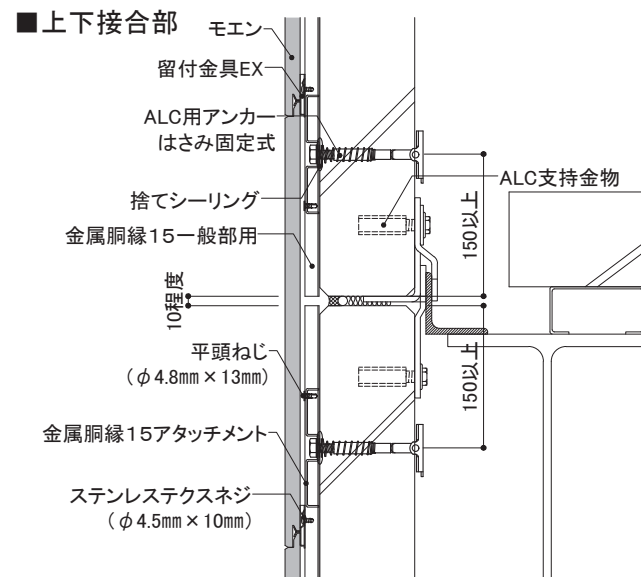 ■上下接合部
モエン
留付金具EX
ALC用アンカー
はさみ固定式
捨てシーリング
金属胴縁15一般部用
10程度
平頭ねじ
(φ4.8mm×13mm)
金属胴縁15アタッチメント
ステンレステクスネジ
(φ4.5mm×10mm)
ALC支持金物
150以上
150以上